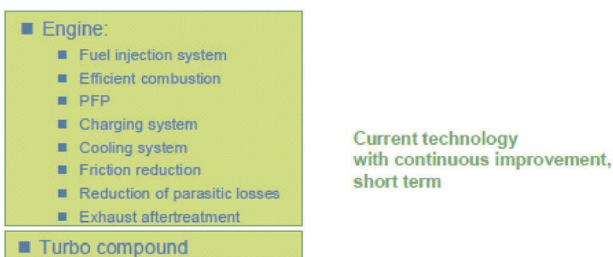 Engine:
Fuel injection system
Efficient combustion
PFP
Charging system
Cooling system
Friction reduction
Reduction of parasitic losses
Exhaust aftertreatment
Turbo compound
Current technology
with continuous improvement,
short term